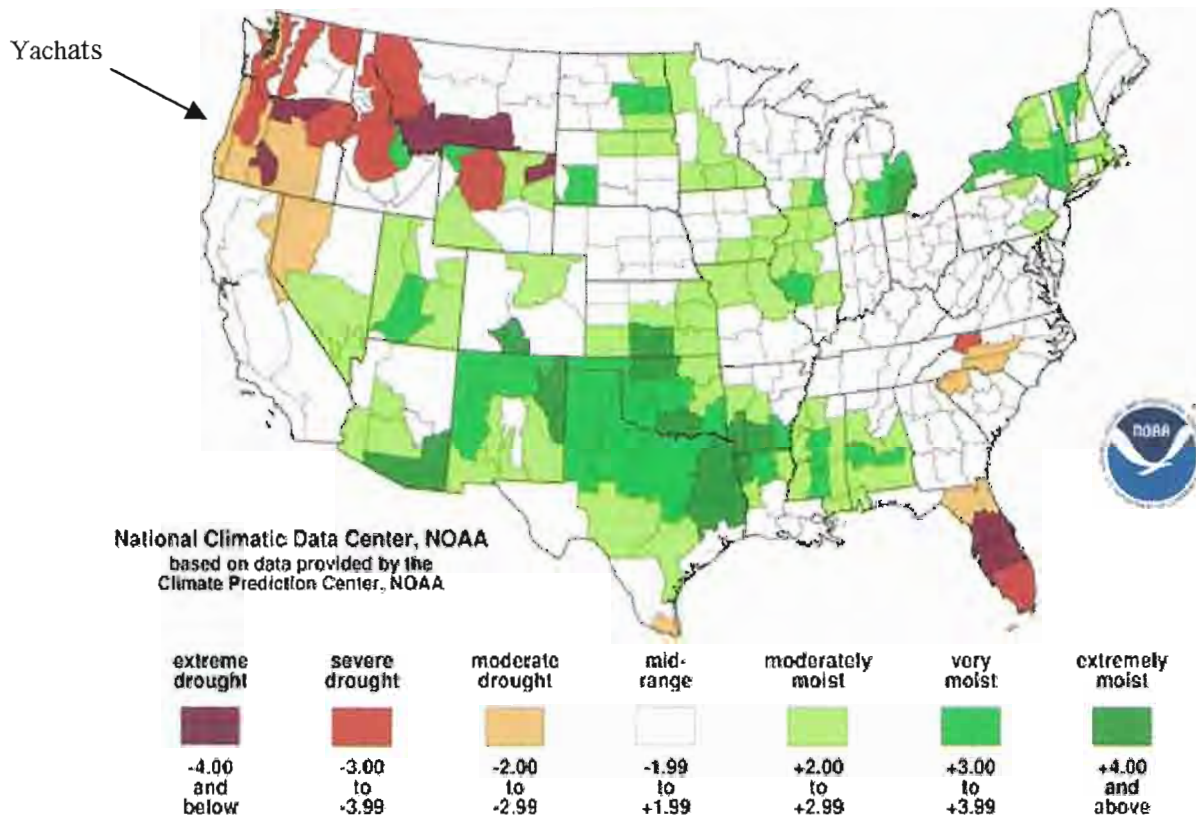 Yachats
NOAA
National Climatic Data Center, NOAA
based on data provided by the
Climate Prediction Center, NOAA
extreme drought
severe drought
moderate drought
mid-range
moderately moist
very moist
extremely moist
-4.00 and below
-3.00 to -3.99
-2.00 to -2.99
-1.99 to +1.99
+2.00 to +2.99
+3.00 to +3.99
+4.00 and above